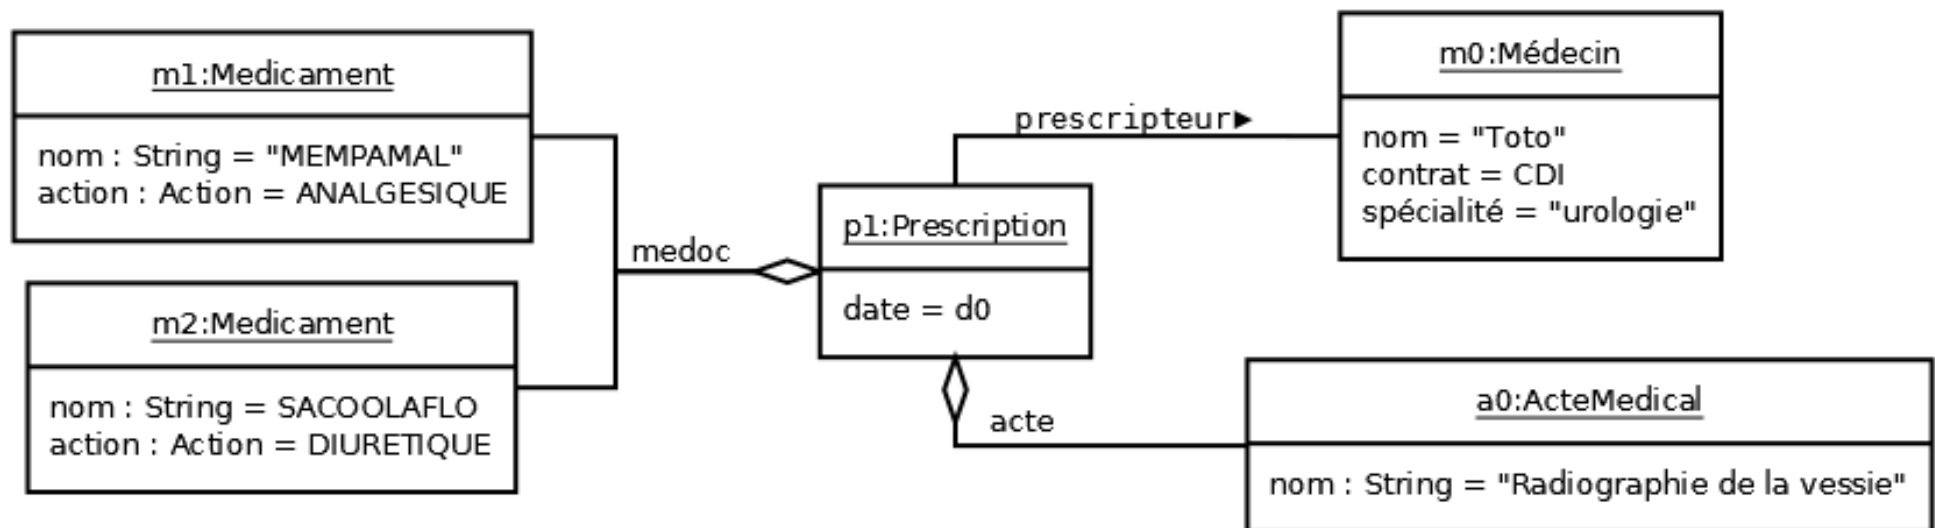 m1:Medicament
nom : String = "MEMPAMAL"
action : Action = ANALGESIQUE
m2:Medicament
nom : String = SACOOLAFLO
action : Action = DIURETIQUE
medoc
p1:Prescription
date = d0
prescripteur▶
m0:Médecin
nom = "Toto"
contrat = CDI
spécialité = "urologie"
acte
a0:ActeMedical
nom : String = "Radiographie de la vessie"